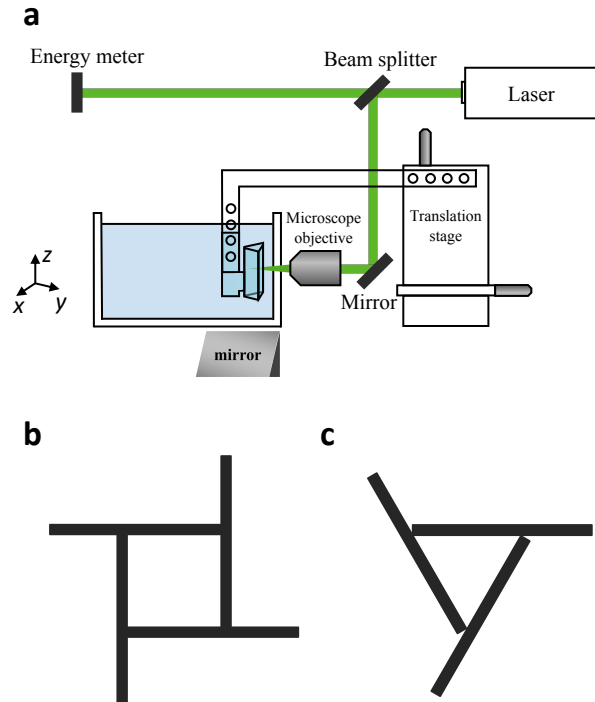 a
Energy meter
Beam splitter
Laser
Microscope
objective
Translation
stage
z
x
y
Mirror
mirror
b
c